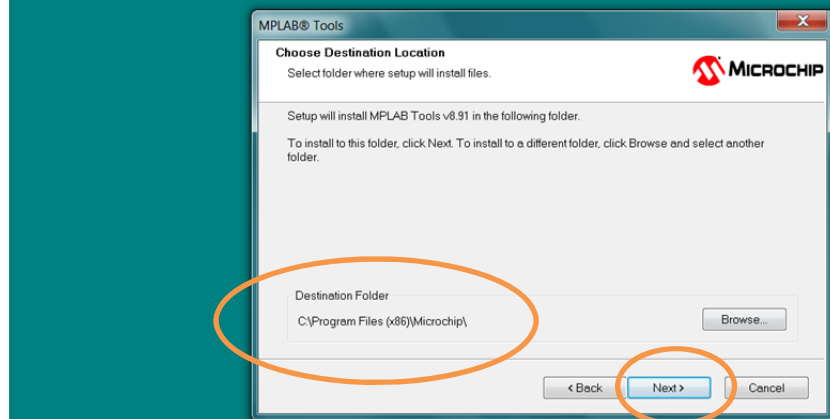 MPLAB® Tools
Choose Destination Location
Select folder where setup will install files.
MICROCHIP
Setup will install MPLAB Tools v8.91 in the following folder.
To install to this folder, click Next. To install to a different folder, click Browse and select another
folder.
Destination Folder
C:\Program Files (x86)\Microchip\
Browse...
< Back
Next >
Cancel